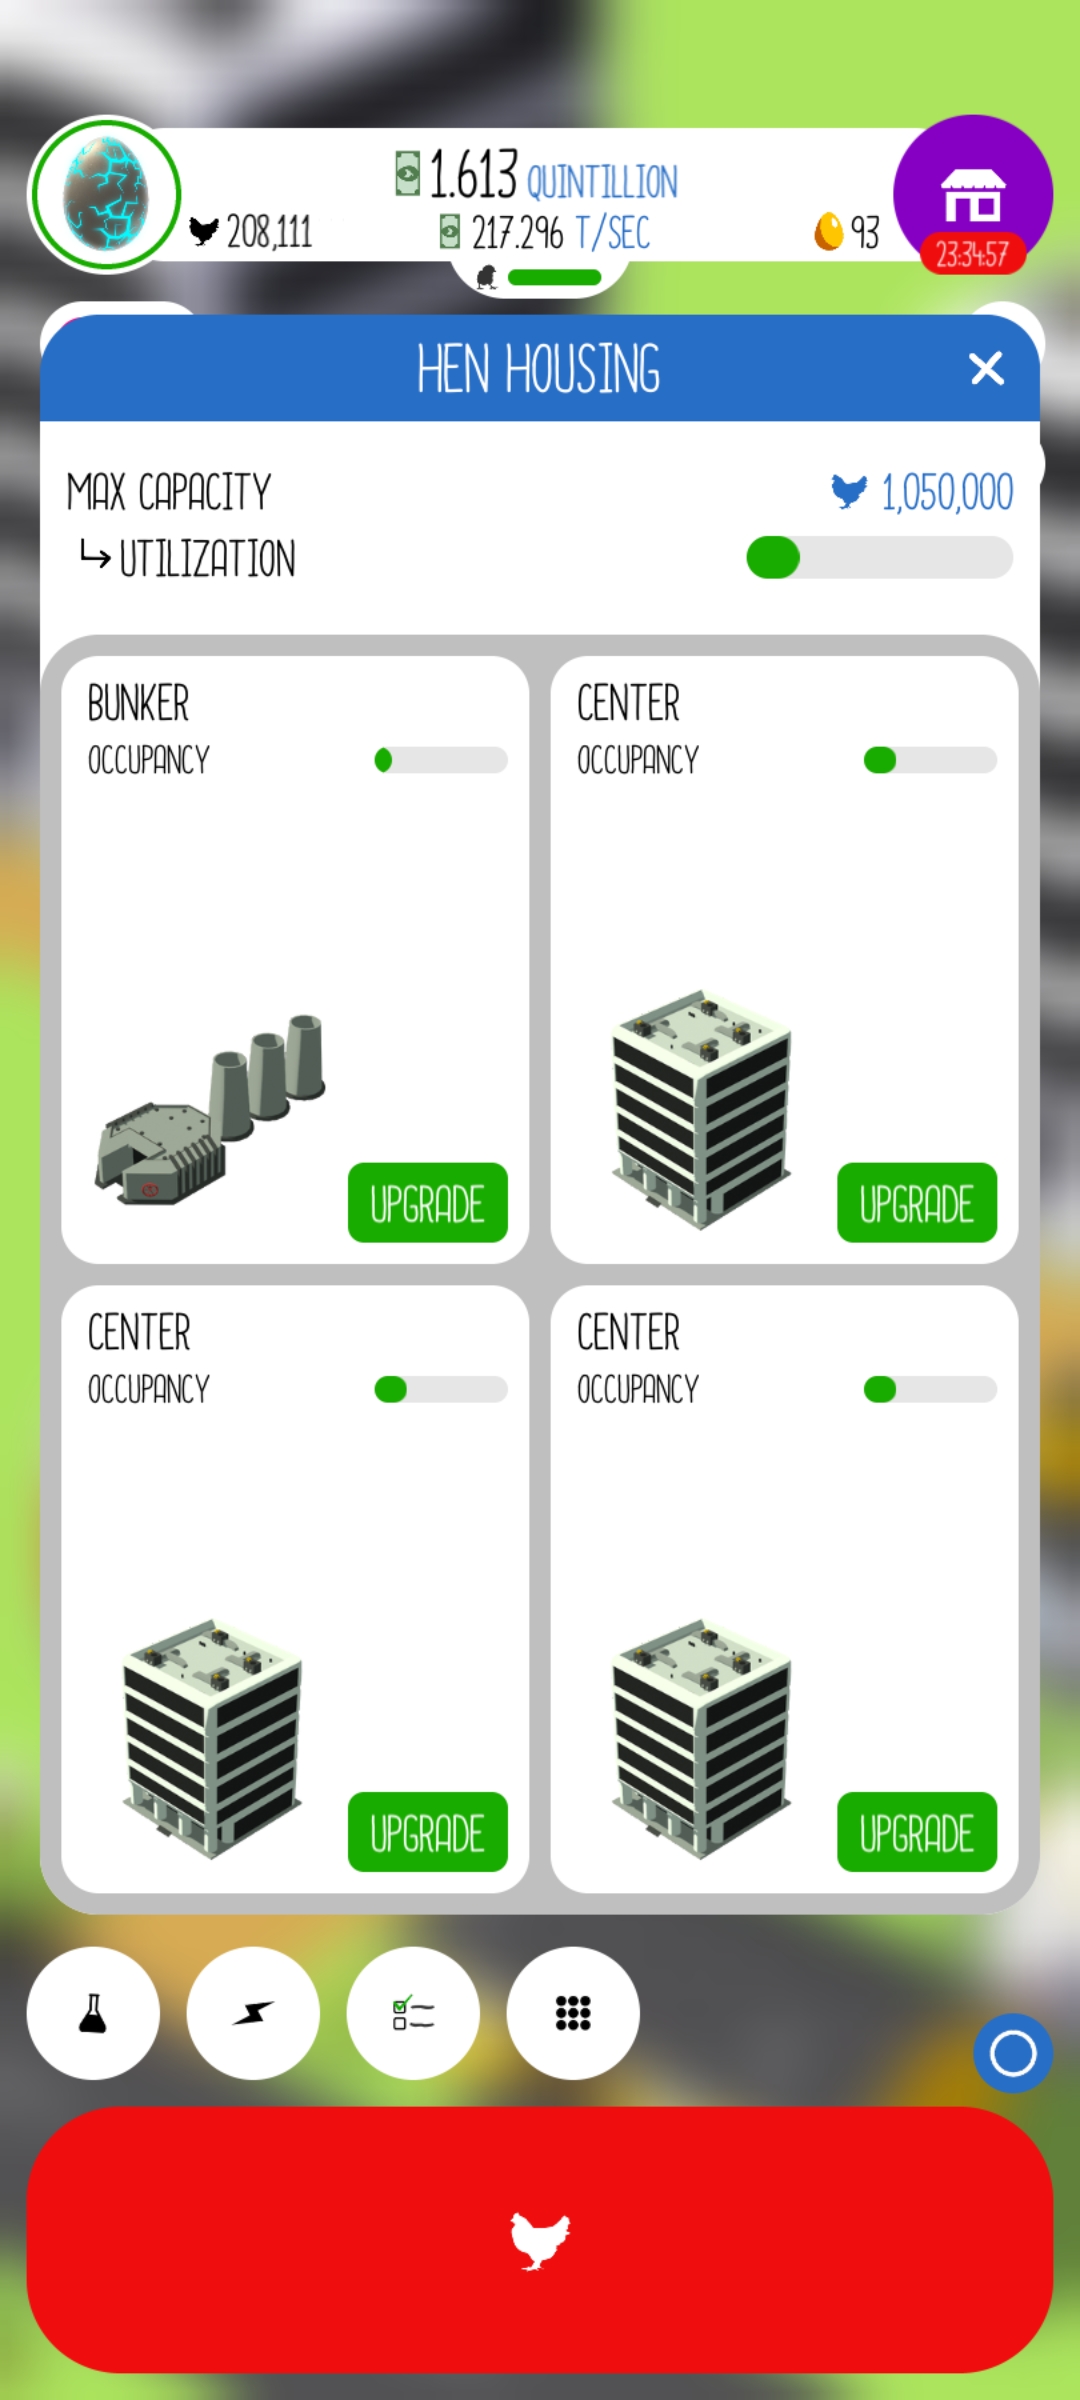 1.613 QUINTILLION
208,111
217.296 T/SEC
93
23:34:57
HEN HOUSING
MAX CAPACITY
1,050,000
UTILIZATION
BUNKER
OCCUPANCY
UPGRADE
CENTER
OCCUPANCY
UPGRADE
CENTER
OCCUPANCY
UPGRADE
CENTER
OCCUPANCY
UPGRADE